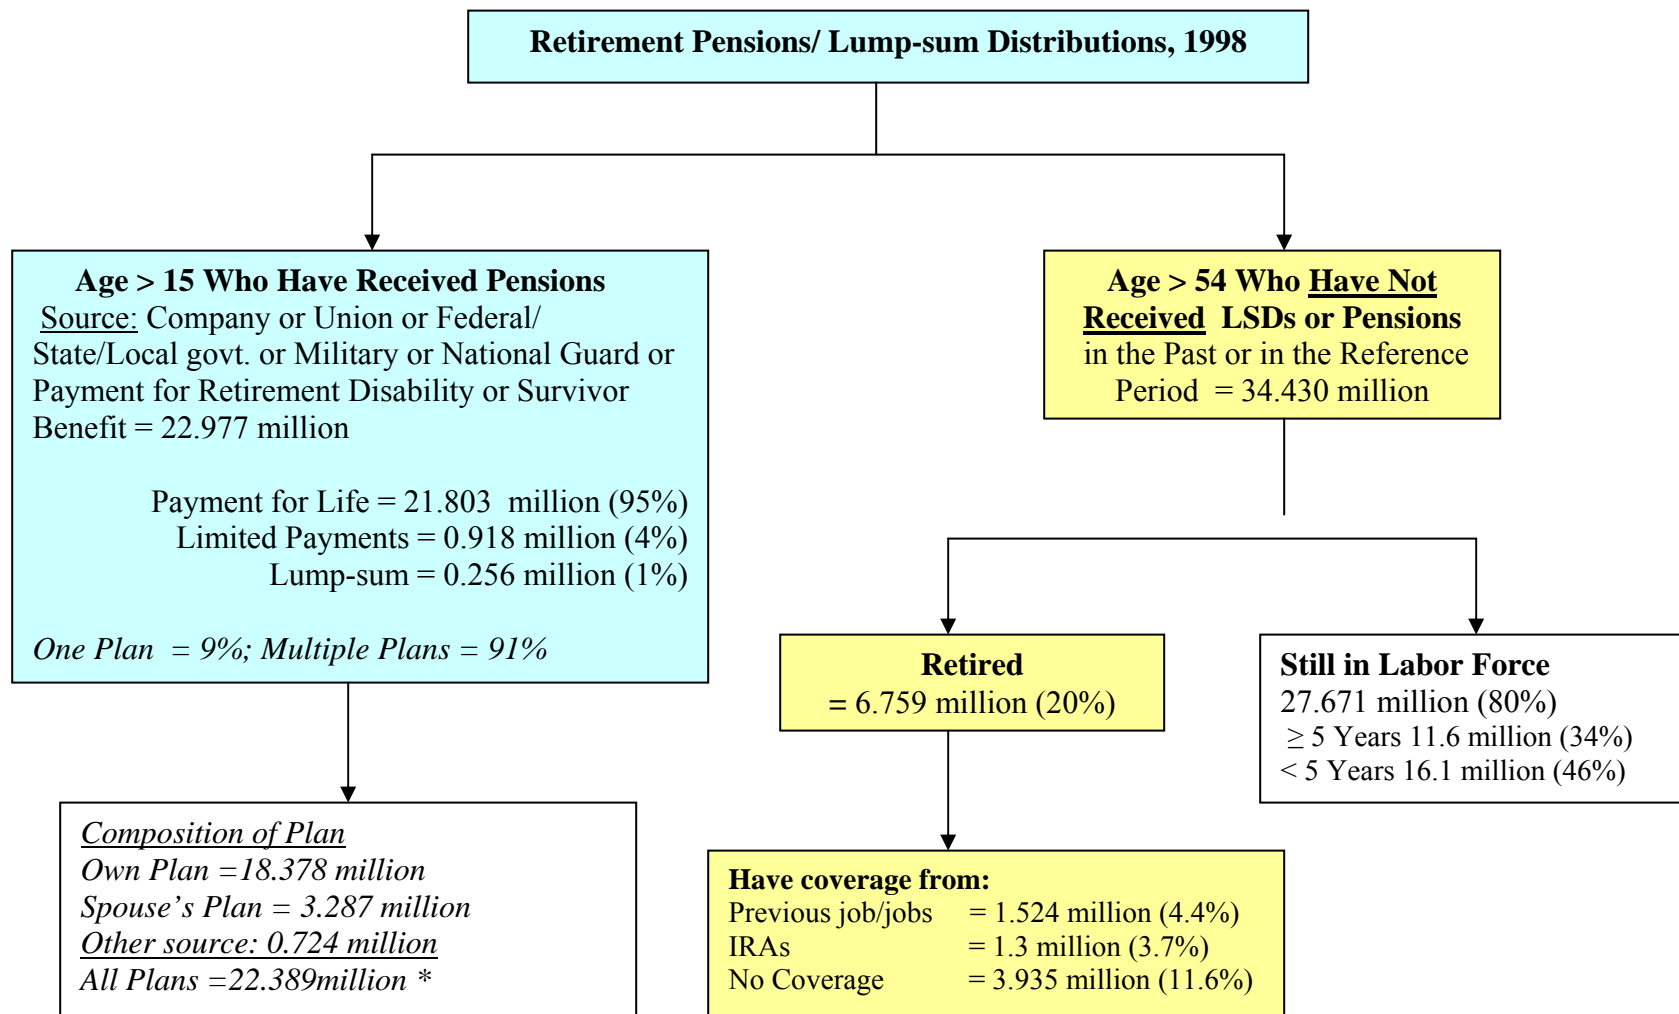 Retirement Pensions/ Lump-sum Distributions, 1998
Age > 15 Who Have Received Pensions
Source: Company or Union or Federal/
State/Local govt. or Military or National Guard or
Payment for Retirement Disability or Survivor
Benefit = 22.977 million
Payment for Life = 21.803 million (95%)
Limited Payments = 0.918 million (4%)
Lump-sum = 0.256 million (1%)
One Plan = 9%; Multiple Plans = 91%
Age > 54 Who Have Not
Received LSDs or Pensions
in the Past or in the Reference
Period = 34.430 million
Retired
= 6.759 million (20%)
Still in Labor Force
27.671 million (80%)
≥ 5 Years 11.6 million (34%)
< 5 Years 16.1 million (46%)
Composition of Plan
Own Plan =18.378 million
Spouse's Plan = 3.287 million
Other source: 0.724 million
All Plans =22.389million *
Have coverage from:
Previous job/jobs = 1.524 million (4.4%)
IRAs = 1.3 million (3.7%)
No Coverage = 3.935 million (11.6%)